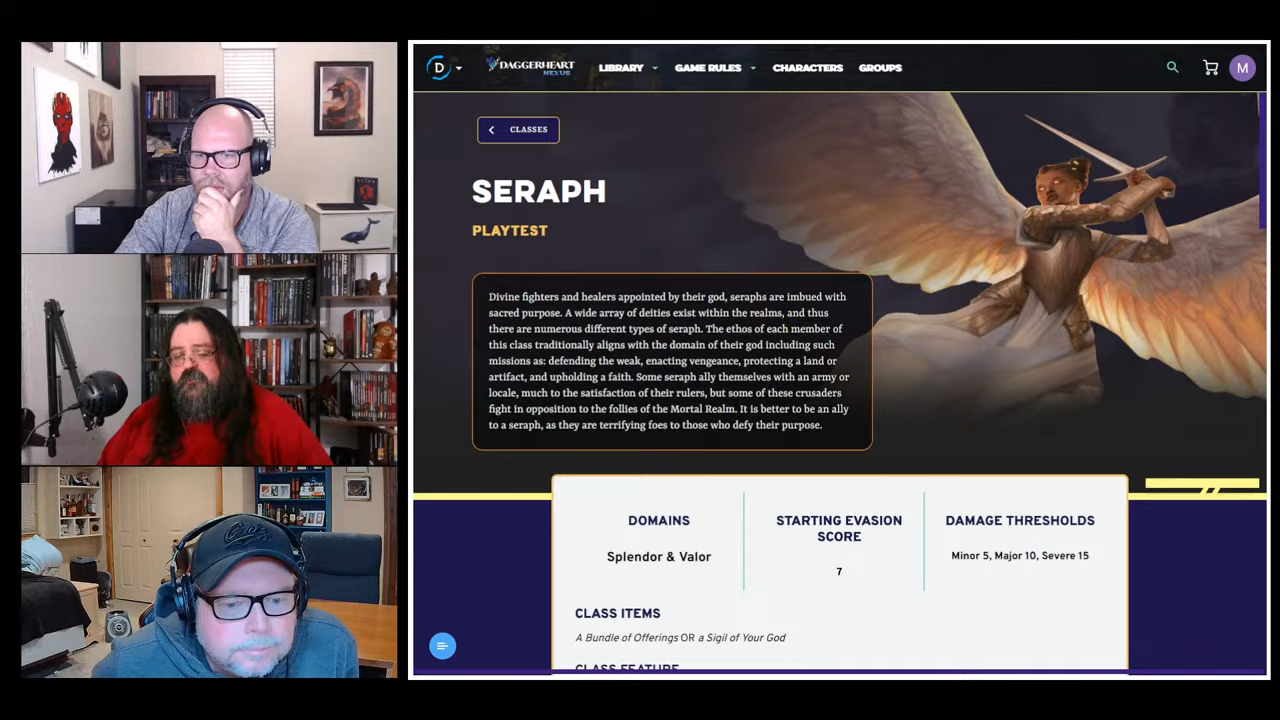 D
DAGGERHEART
NEXUS
LIBRARY
GAME RULES
CHARACTERS
GROUPS
M
CLASSES
SERAPH
PLAYTEST
Divine fighters and healers appointed by their god, seraphs are imbued with
sacred purpose. A wide array of deities exist within the realms, and thus
there are numerous different types of seraph. The ethos of each member of
this class traditionally aligns with the domain of their god including such
missions as: defending the weak, enacting vengeance, protecting a land or
artifact, and upholding a faith. Some seraph ally themselves with an army or
locale, much to the satisfaction of their rulers, but some of these crusaders
fight in opposition to the follies of the Mortal Realm. It is better to be an ally
to a seraph, as they are terrifying foes to those who defy their purpose.
DOMAINS
Splendor & Valor
STARTING EVASION
SCORE
7
DAMAGE THRESHOLDS
Minor 5, Major 10, Severe 15
CLASS ITEMS
A Bundle of Offerings OR a Sigil of Your God
CLASS FEATURE